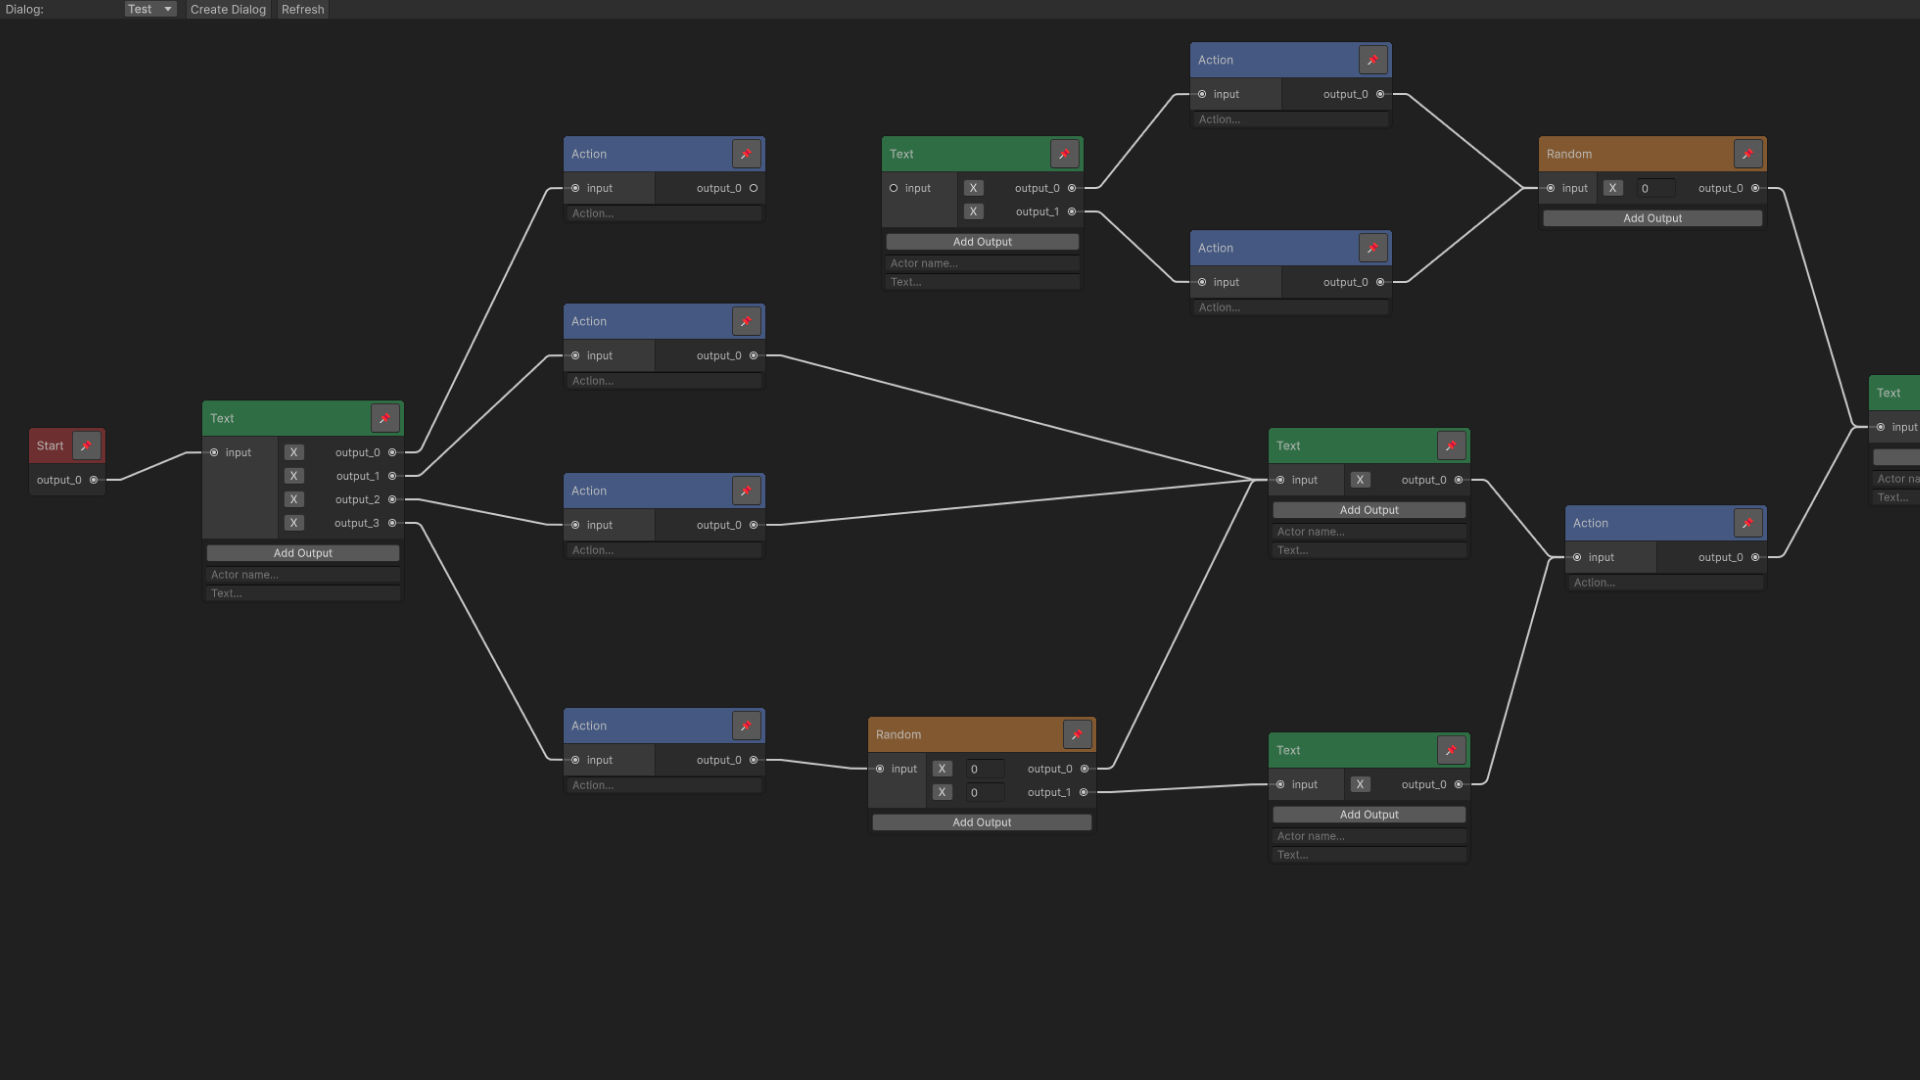 Dialog: Test Create Dialog Refresh
Action
input output_0
Action...
Action
input output_0
Action...
Text
input X output_0
X output_1
Add Output
Actor name...
Text...
Random
input X 0 output_0
Add Output
Action
input output_0
Action...
Action
input output_0
Action...
Start
output_0
Text
input X output_0
X output_1
X output_2
X output_3
Add Output
Actor name...
Text...
Text
input
Actor na
Text...
Action
input output_0
Action...
Text
input X output_0
Add Output
Actor name...
Text...
Action
input output_0
Action...
Action
input output_0
Action...
Random
input X 0 output_0
X 0 output_1
Add Output
Text
input X output_0
Add Output
Actor name...
Text...